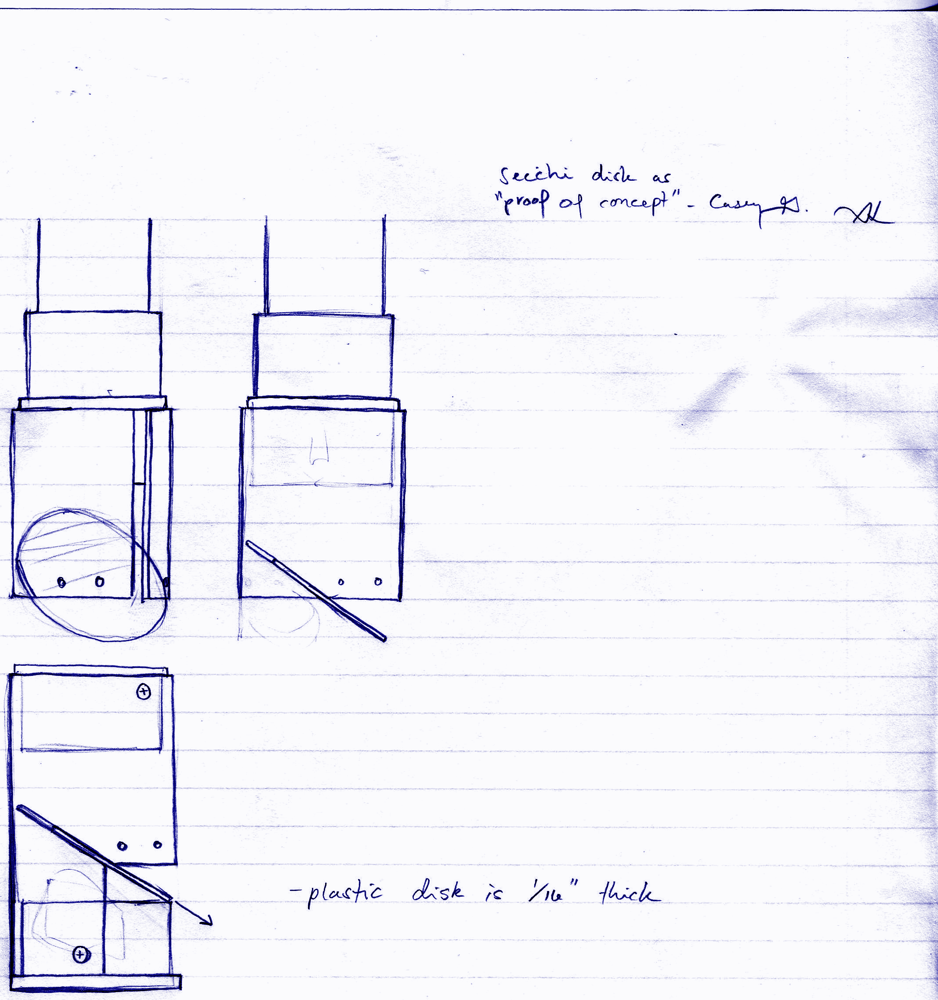 Secchi disk as
"proof of concept" - Casey H.
-plastic disk is 1/16" thick